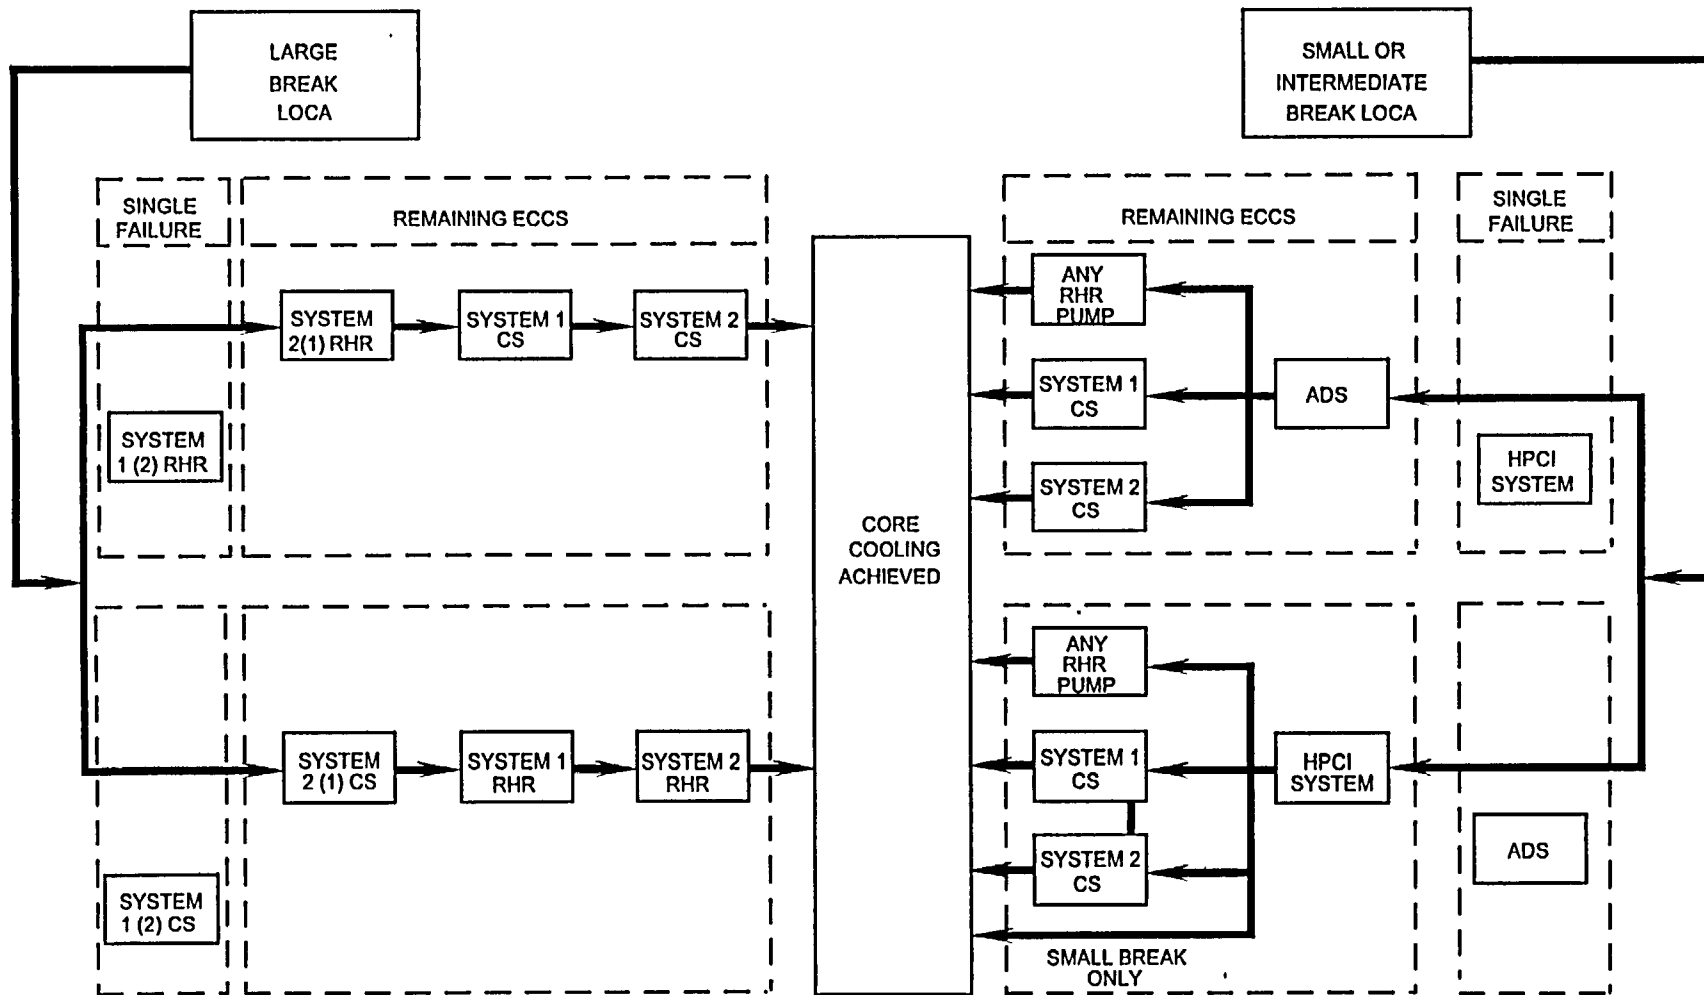 LARGE
BREAK
LOCA
SMALL OR
INTERMEDIATE
BREAK LOCA
SINGLE
FAILURE
REMAINING ECCS
SYSTEM
2(1) RHR
SYSTEM 1
CS
SYSTEM 2
CS
SYSTEM
1 (2) RHR
SYSTEM
2 (1) CS
SYSTEM 1
RHR
SYSTEM 2
RHR
SYSTEM
1 (2) CS
CORE
COOLING
ACHIEVED
REMAINING ECCS
SINGLE
FAILURE
ANY
RHR
PUMP
SYSTEM 1
CS
SYSTEM 2
CS
ADS
HPCI
SYSTEM
ANY
RHR
PUMP
SYSTEM 1
CS
SYSTEM 2
CS
HPCI
SYSTEM
ADS
SMALL BREAK
ONLY